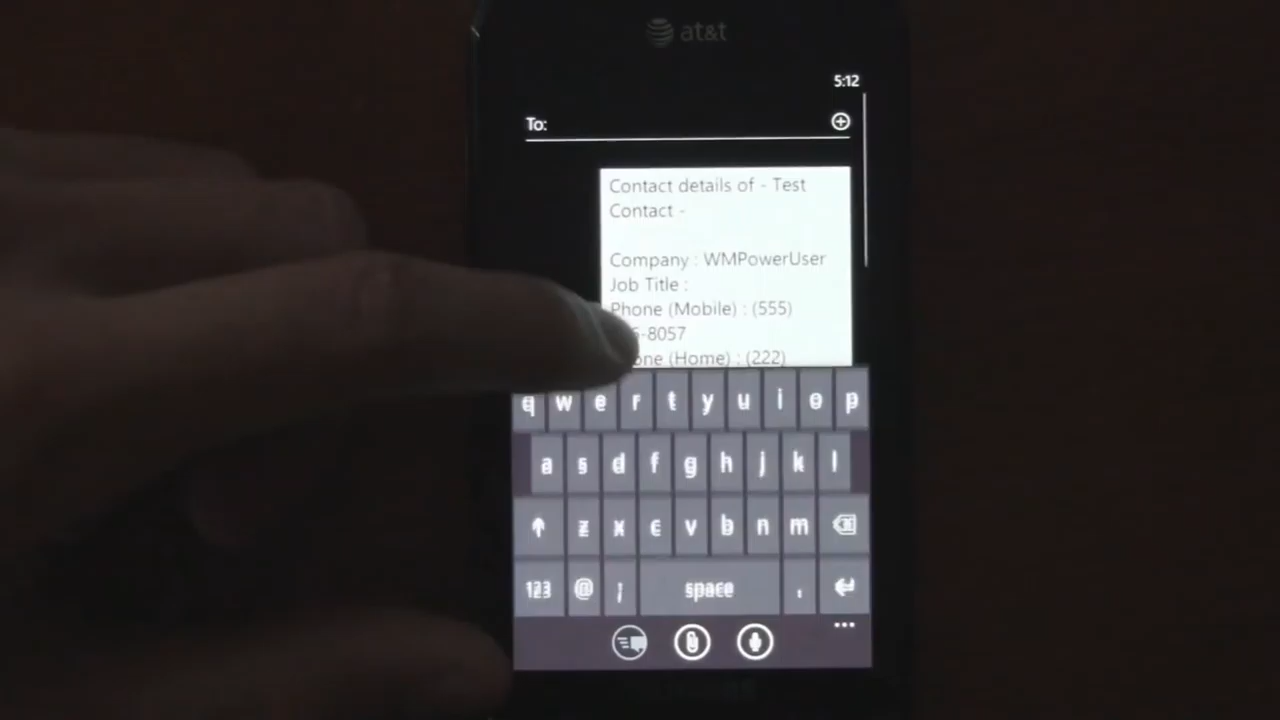 at&t
5:12
To:
Contact details of - Test
Contact -
Company : WMPowerUser
Job Title :
Phone (Mobile) : (555)
-8057
(Home) : (222)
q w e r t y u i o p
a s d f g h j k l
z x c v b n m
123 @ space